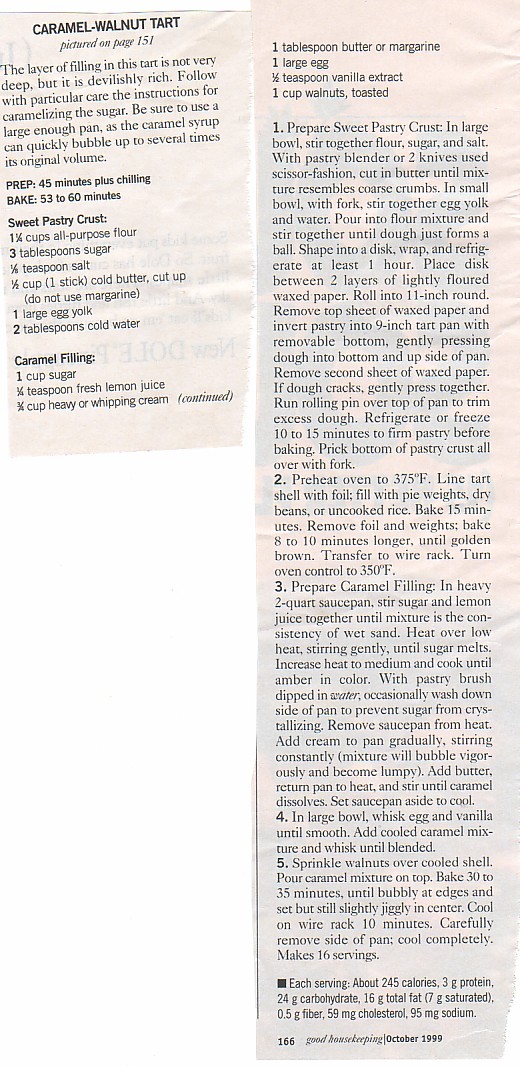 CARAMEL-WALNUT TART
pictured on page 151
The layer of filling in this tart is not very
deep, but it is devilishly rich. Follow
with particular care the instructions for
caramelizing the sugar. Be sure to use a
large enough pan, as the caramel syrup
can quickly bubble up to several times
its original volume.
PREP: 45 minutes plus chilling
BAKE: 53 to 60 minutes
Sweet Pastry Crust:
1¼ cups all-purpose flour
3 tablespoons sugar
⅛ teaspoon salt
½ cup (1 stick) cold butter, cut up
(do not use margarine)
1 large egg yolk
2 tablespoons cold water
Caramel Filling:
1 cup sugar
¼ teaspoon fresh lemon juice
¾ cup heavy or whipping cream (continued)
1 tablespoon butter or margarine
1 large egg
½ teaspoon vanilla extract
1 cup walnuts, toasted
1. Prepare Sweet Pastry Crust: In large
bowl, stir together flour, sugar, and salt.
With pastry blender or 2 knives used
scissor-fashion, cut in butter until mix-
ture resembles coarse crumbs. In small
bowl, with fork, stir together egg yolk
and water. Pour into flour mixture and
stir together until dough just forms a
ball. Shape into a disk, wrap, and refrig-
erate at least 1 hour. Place disk
between 2 layers of lightly floured
waxed paper. Roll into 11-inch round.
Remove top sheet of waxed paper and
invert pastry into 9-inch tart pan with
removable bottom, gently pressing
dough into bottom and up side of pan.
Remove second sheet of waxed paper.
If dough cracks, gently press together.
Run rolling pin over top of pan to trim
excess dough. Refrigerate or freeze
10 to 15 minutes to firm pastry before
baking. Prick bottom of pastry crust all
over with fork.
2. Preheat oven to 375°F. Line tart
shell with foil; fill with pie weights, dry
beans, or uncooked rice. Bake 15 min-
utes. Remove foil and weights; bake
8 to 10 minutes longer, until golden
brown. Transfer to wire rack. Turn
oven control to 350°F.
3. Prepare Caramel Filling: In heavy
2-quart saucepan, stir sugar and lemon
juice together until mixture is the con-
sistency of wet sand. Heat over low
heat, stirring gently, until sugar melts.
Increase heat to medium and cook until
amber in color. With pastry brush
dipped in water, occasionally wash down
side of pan to prevent sugar from crys-
tallizing. Remove saucepan from heat.
Add cream to pan gradually, stirring
constantly (mixture will bubble vigor-
ously and become lumpy). Add butter,
return pan to heat, and stir until caramel
dissolves. Set saucepan aside to cool.
4. In large bowl, whisk egg and vanilla
until smooth. Add cooled caramel mix-
ture and whisk until blended.
5. Sprinkle walnuts over cooled shell.
Pour caramel mixture on top. Bake 30 to
35 minutes, until bubbly at edges and
set but still slightly jiggly in center. Cool
on wire rack 10 minutes. Carefully
remove side of pan; cool completely.
Makes 16 servings.
■ Each serving: About 245 calories, 3 g protein,
24 g carbohydrate, 16 g total fat (7 g saturated),
0.5 g fiber, 59 mg cholesterol, 95 mg sodium.
166 good housekeeping|October 1999